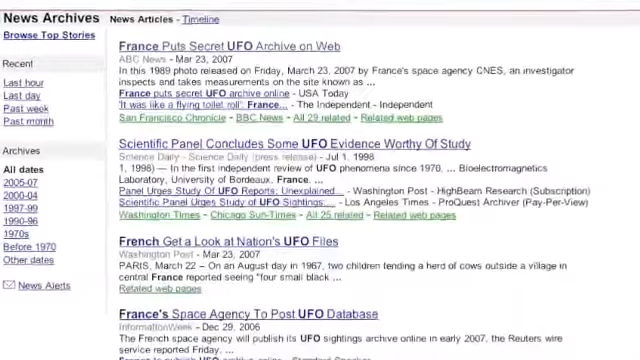 News Archives
News Articles - Timeline
Browse Top Stories
Recent
Last hour
Last day
Past week
Past month
Archives
All dates
2005-07
2000-04
1997-99
1990-96
1970s
Before 1970
Other dates
News Alerts
France Puts Secret UFO Archive on Web
ABC News - Mar 23, 2007
In this 1989 photo released on Friday, March 23, 2007 by France's space agency CNES, an investigator
inspects and takes measurements on the site known as ...
France puts secret UFO archive online - USA Today
'It was like a flying toilet roll': France... - The Independent - Independent
San Francisco Chronicle - BBC News - All 29 related - Related web pages
Scientific Panel Concludes Some UFO Evidence Worthy Of Study
Science Daily - Science Daily (press release) - Jul 1, 1998
1, 1998) — In the first independent review of UFO phenomena since 1970, ... Bioelectromagnetics
Laboratory, University of Bordeaux, France. ...
Panel Urges Study Of UFO Reports; Unexplained... - Washington Post - HighBeam Research (Subscription)
Scientific Panel Urges Study of UFO Sightings;... - Los Angeles Times - ProQuest Archiver (Pay-Per-View)
Washington Times - Chicago Sun-Times - All 25 related - Related web pages
French Get a Look at Nation's UFO Files
Washington Post - Mar 23, 2007
PARIS, March 22 – On an August day in 1967, two children tending a herd of cows outside a village in
central France reported seeing "four small black ...
Related web pages
France's Space Agency To Post UFO Database
InformationWeek - Dec 29, 2006
The French space agency will publish its UFO sightings archive online in early 2007, the Reuters wire
service reported Friday. ...